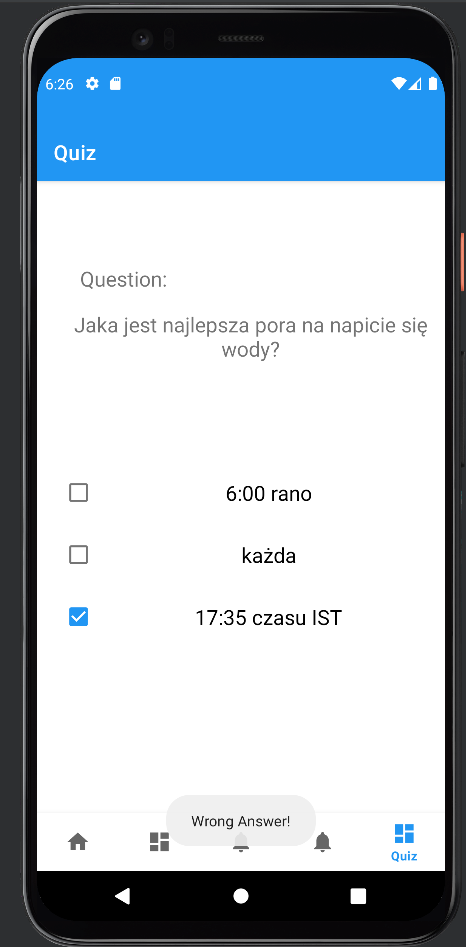 6:26
Quiz
Question:
Jaka jest najlepsza pora na napicie się
wody?
6:00 rano
każda
17:35 czasu IST
Wrong Answer!
Quiz